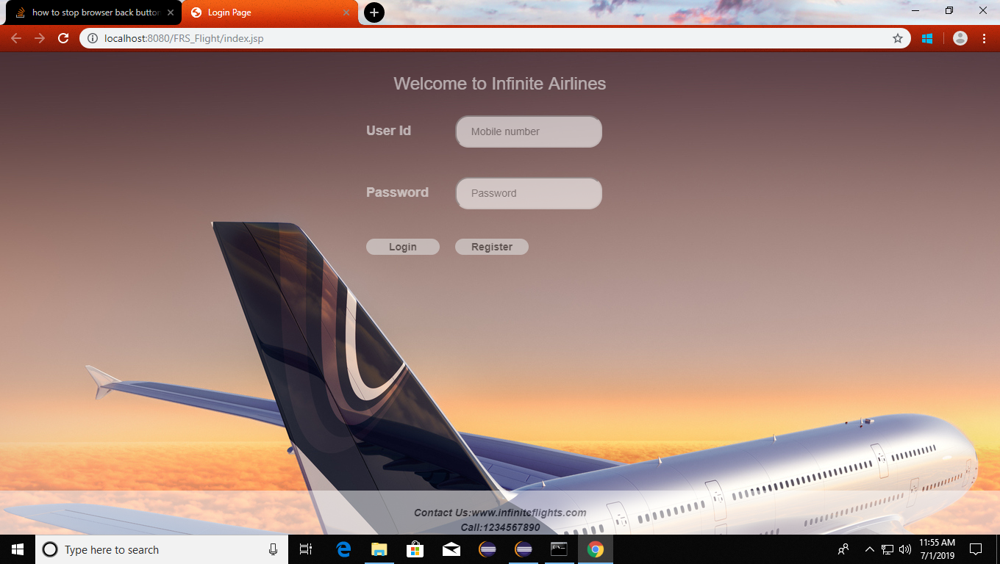 how to stop browser back button
Login Page
localhost:8080/FRS_Flight/index.jsp
Welcome to Infinite Airlines
User Id
Mobile number
Password
Password
Login
Register
Contact Us:www.infiniteflights.com
Call:1234567890
Type here to search
11:55 AM
7/1/2019